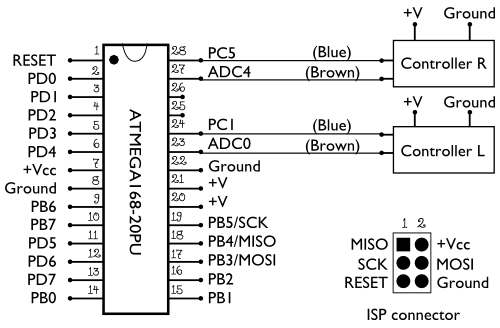 +V Ground
RESET 1 28 PC5 (Blue)
PD0 2 27 ADC4 (Brown) Controller R
PD1 3 26
PD2 4 25 +V Ground
PD3 5 24 PC1 (Blue)
PD4 6 23 ADC0 (Brown) Controller L
+Vcc 7 22 Ground
Ground 8 21 +V
PB6 9 20 +V
PB7 10 19 PB5/SCK
PD5 11 18 PB4/MISO
PD6 12 17 PB3/MOSI
PD7 13 16 PB2
PB0 14 15 PB1
ATMEGA168-20PU
1 2
MISO +Vcc
SCK MOSI
RESET Ground
ISP connector